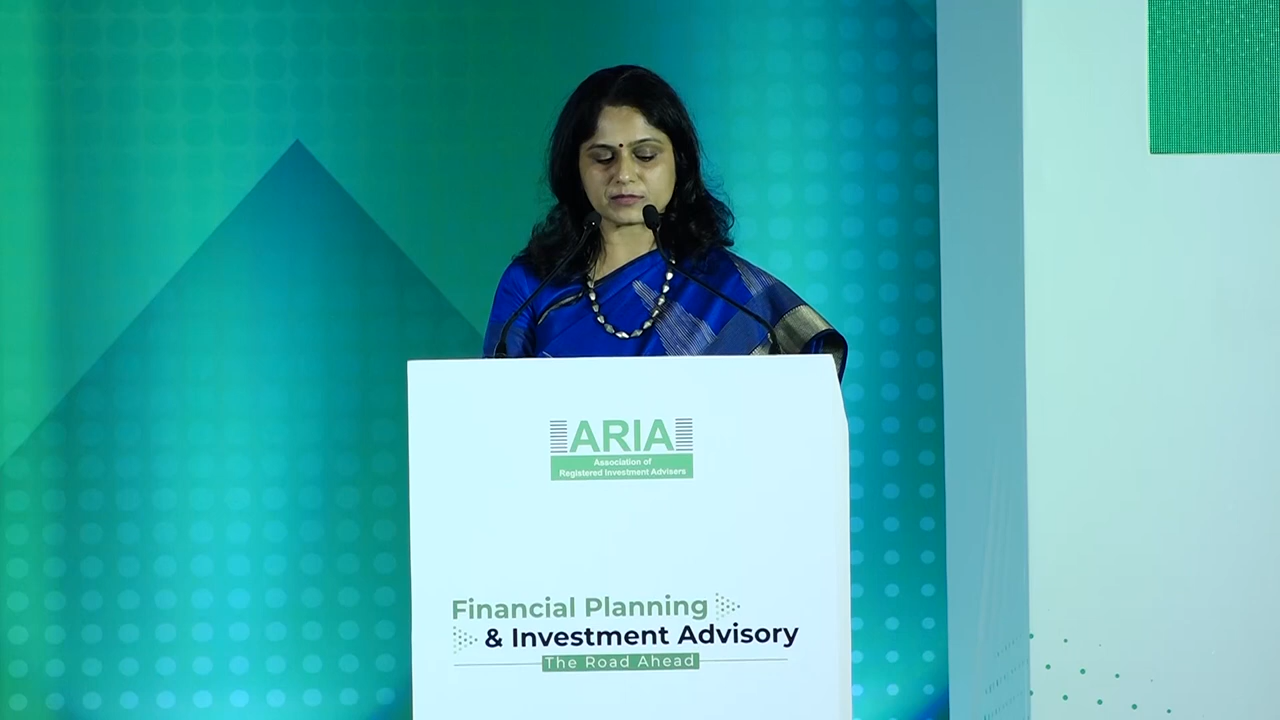 ARIA
Association of
Registered Investment Advisers
Financial Planning
& Investment Advisory
The Road Ahead